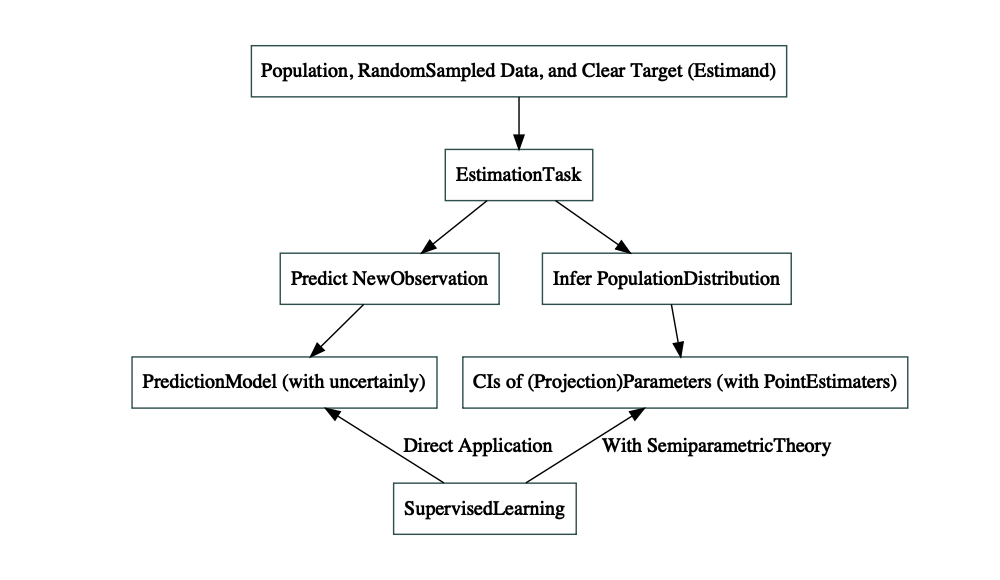 Population, RandomSampled Data, and Clear Target (Estimand)
EstimationTask
Predict NewObservation
Infer PopulationDistribution
PredictionModel (with uncertainly)
CIs of (Projection)Parameters (with PointEstimaters)
Direct Application
With SemiparametricTheory
SupervisedLearning